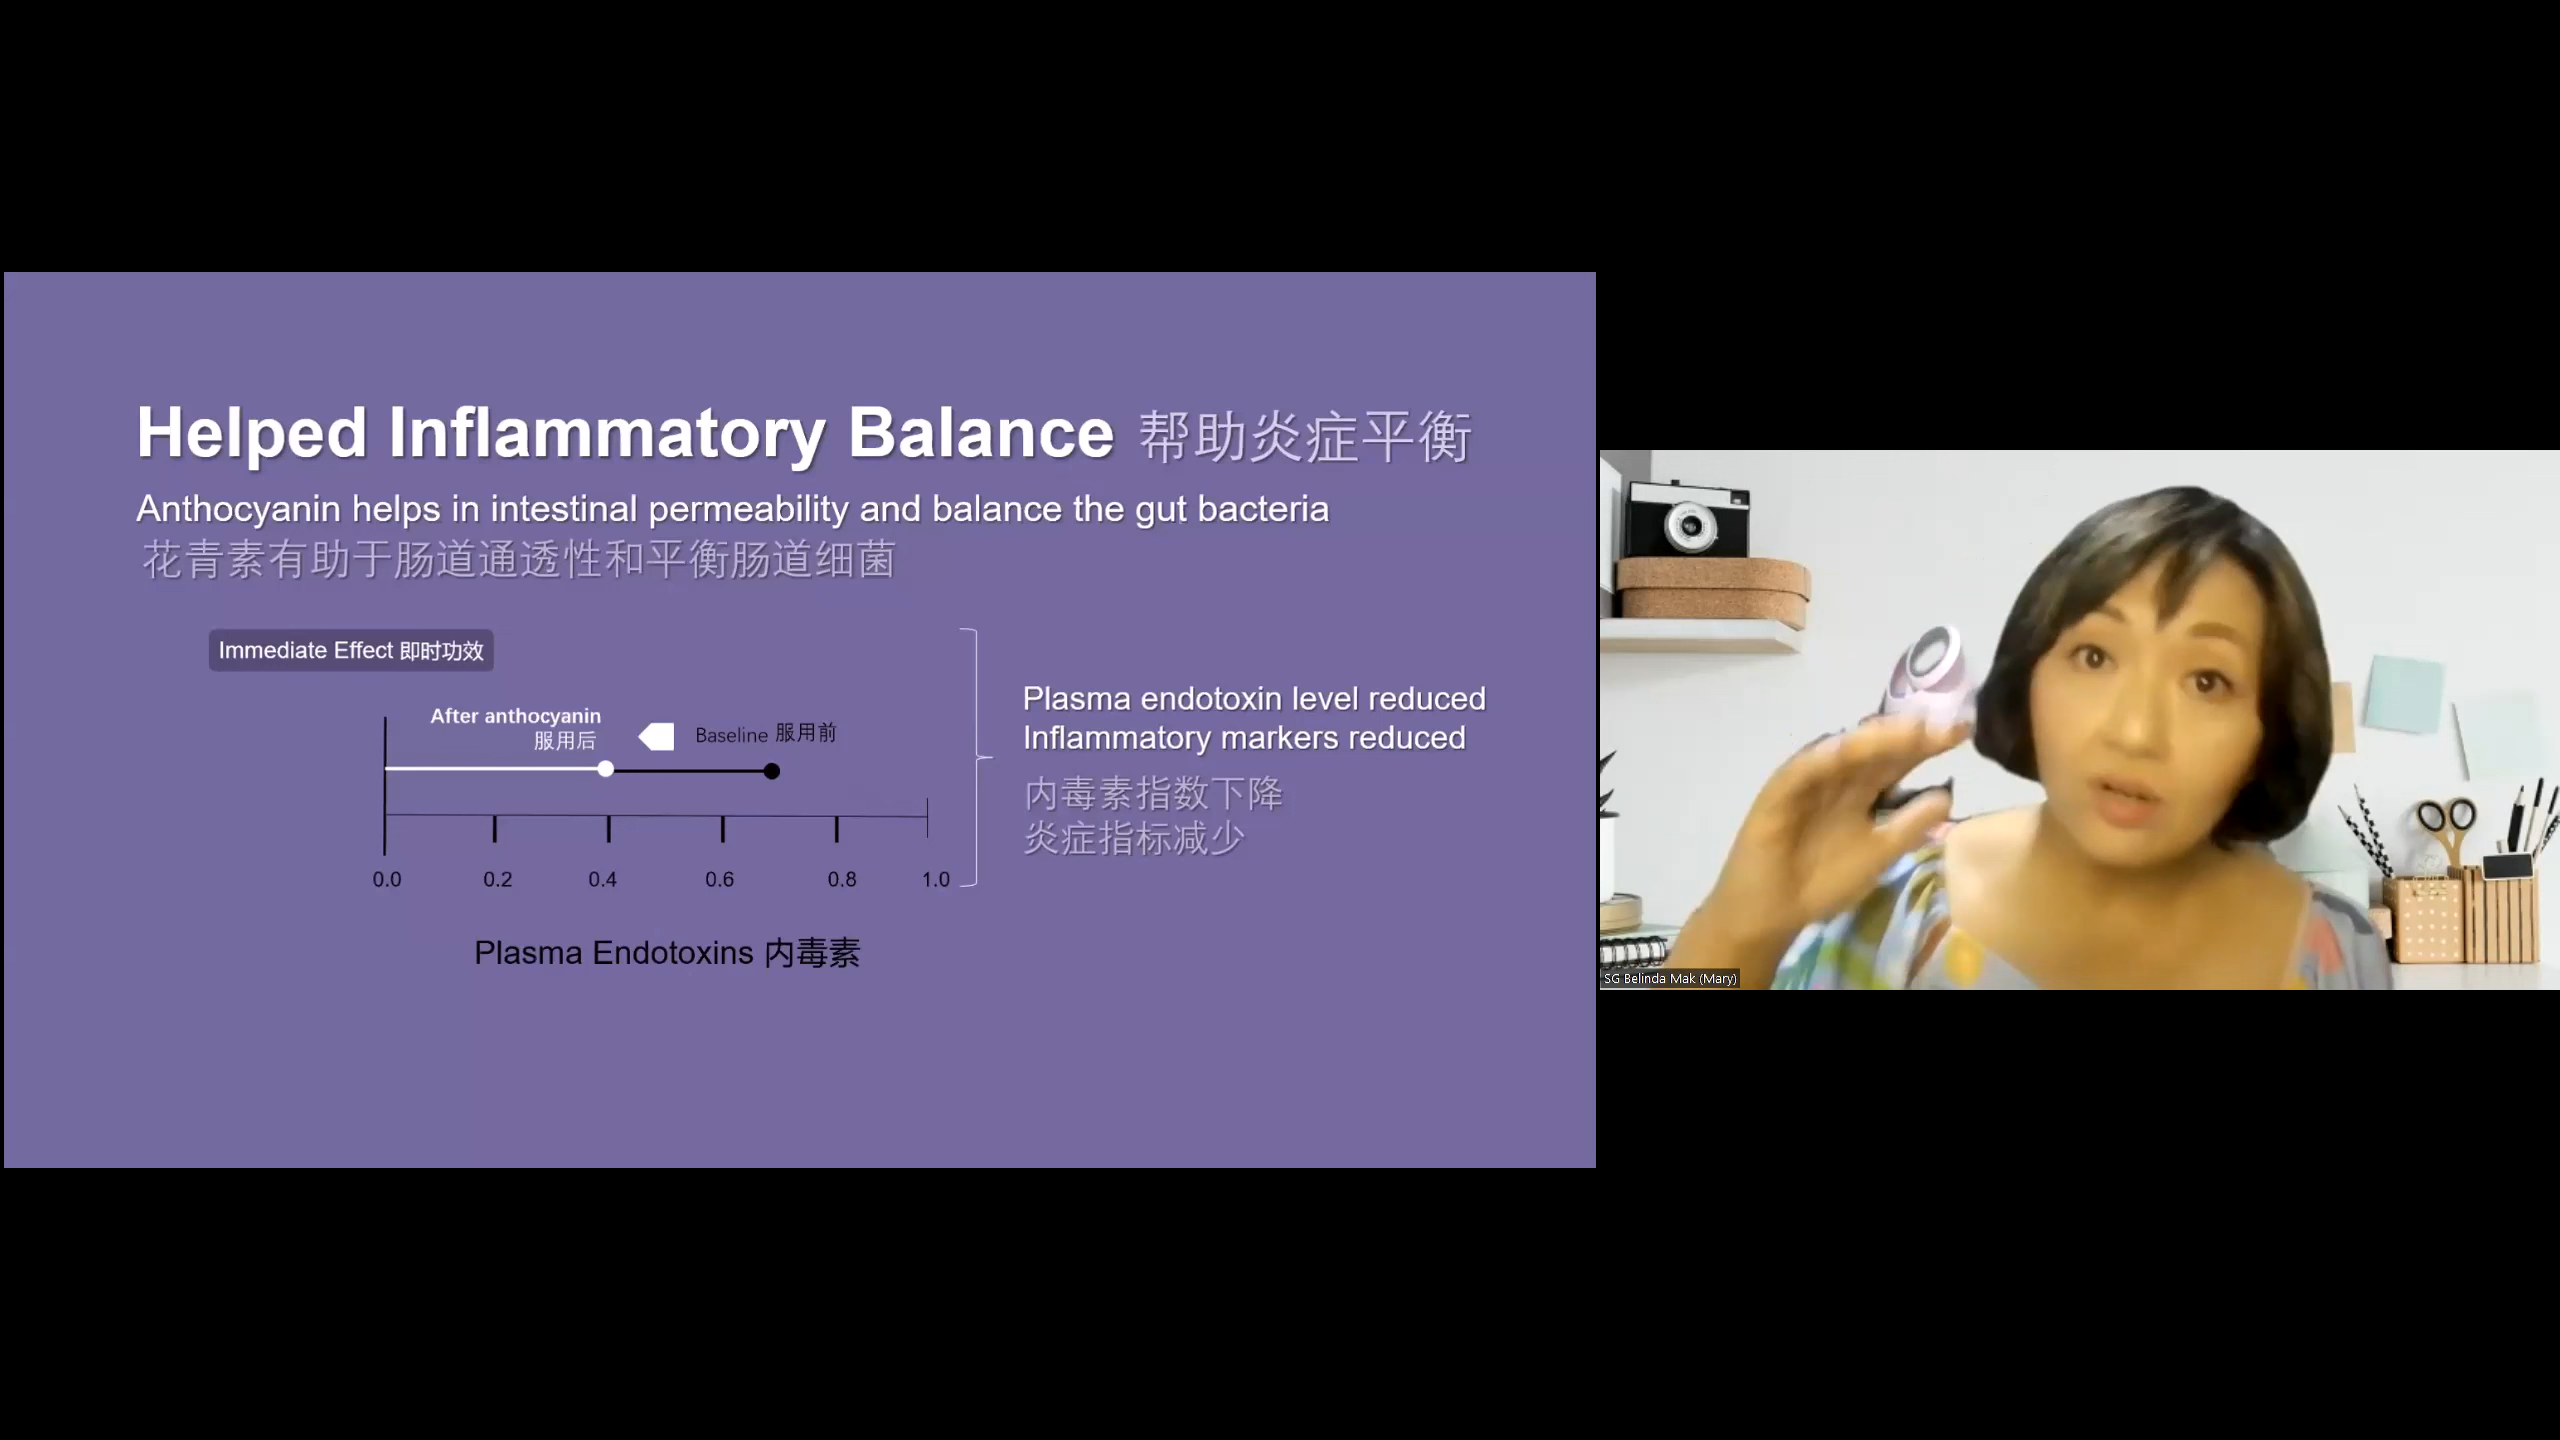 Helped Inflammatory Balance 帮助炎症平衡
Anthocyanin helps in intestinal permeability and balance the gut bacteria
花青素有助于肠道通透性和平衡肠道细菌
Immediate Effect 即时功效
After anthocyanin
服用后
Baseline 服用前
0.0 0.2 0.4 0.6 0.8 1.0
Plasma Endotoxins 内毒素
Plasma endotoxin level reduced
Inflammatory markers reduced
内毒素指数下降
炎症指标减少
SG Belinda Mak (Mary)